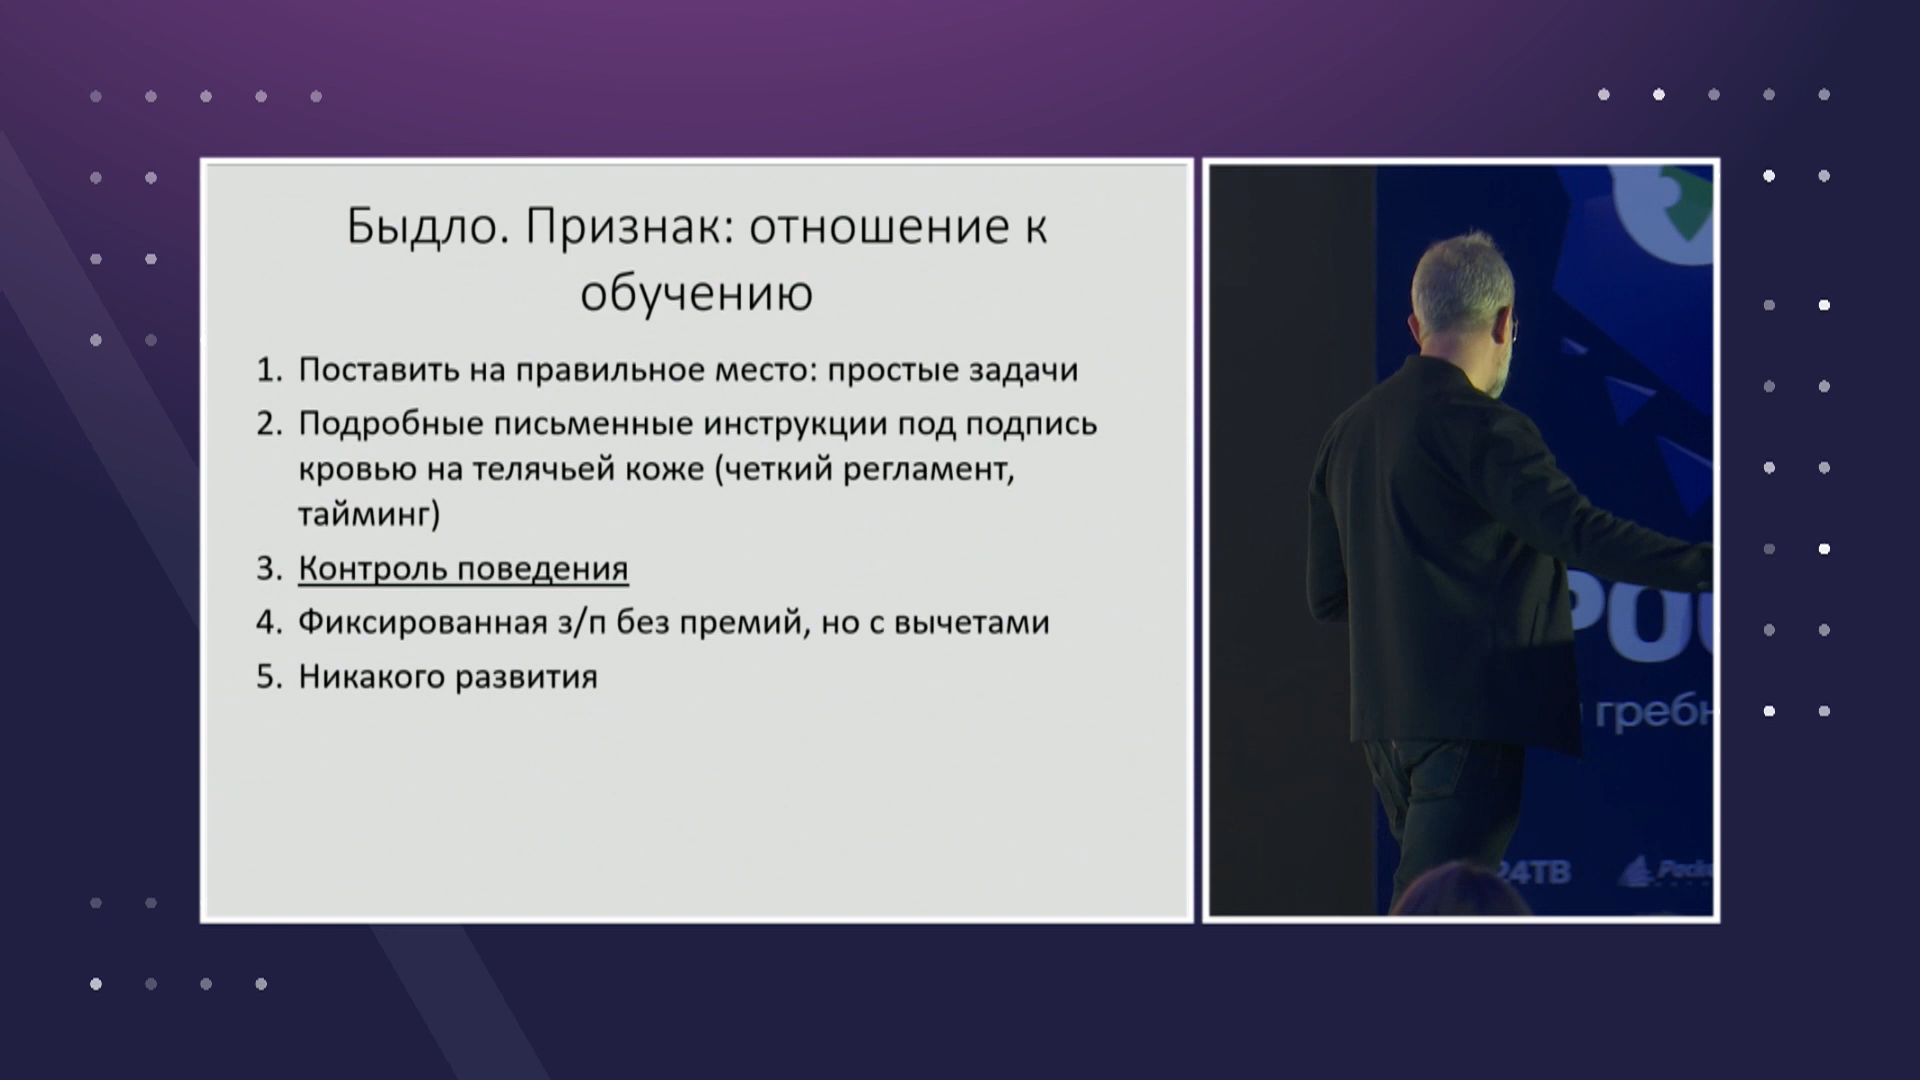 Быдло. Признак: отношение к
обучению
1. Поставить на правильное место: простые задачи
2. Подробные письменные инструкции под подпись
кровью на телячьей коже (четкий регламент,
тайминг)
3. Контроль поведения
4. Фиксированная з/п без премий, но с вычетами
5. Никакого развития
24ТВ